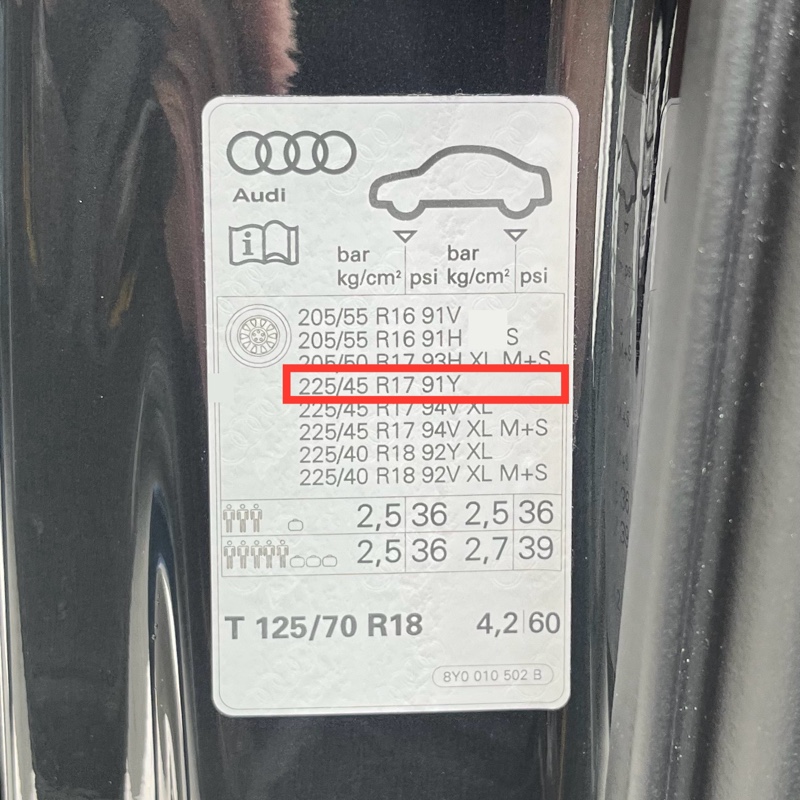 Audi
i
bar bar
kg/cm² psi kg/cm² psi
205/55 R16 91V
205/55 R16 91H S
205/50 R17 93H XL M+S
225/45 R17 91Y
225/45 R17 94V XL
225/45 R17 94V XL M+S
225/40 R18 92Y XL
225/40 R18 92V XL M+S
2,5 36 2,5 36
2,5 36 2,7 39
T 125/70 R18 4,2 60
8Y0 010 502 B